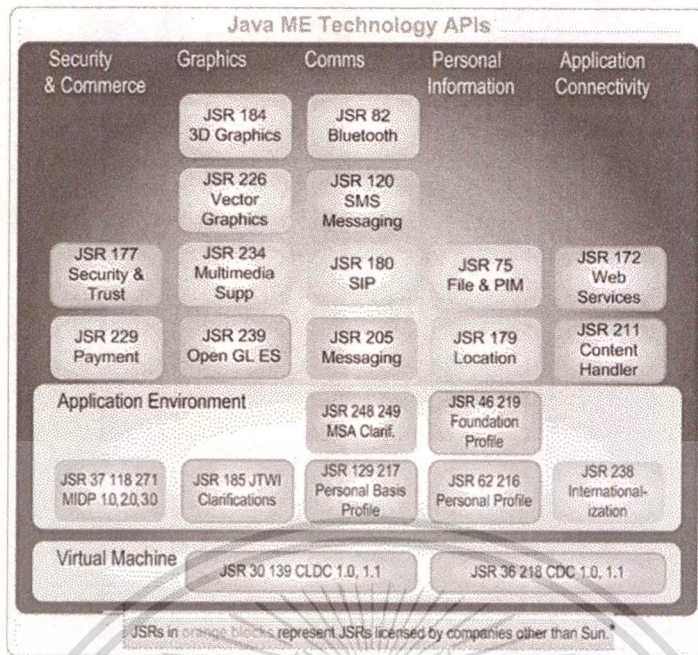 Java ME Technology APIs
Security
& Commerce
Graphics
Comms
Personal
Information
Application
Connectivity
JSR 184
3D Graphics
JSR 82
Bluetooth
JSR 226
Vector
Graphics
JSR 120
SMS
Messaging
JSR 177
Security &
Trust
JSR 234
Multimedia
Supp
JSR 180
SIP
JSR 75
File & PIM
JSR 172
Web
Services
JSR 229
Payment
JSR 239
Open GL ES
JSR 205
Messaging
JSR 179
Location
JSR 211
Content
Handler
Application Environment
JSR 248 249
MSA Clarif.
JSR 46 219
Foundation
Profile
JSR 37 118 271
MIDP 1.0,2.0,3.0
JSR 185 JTWI
Clarifications
JSR 129 217
Personal Basis
Profile
JSR 62 216
Personal Profile
JSR 238
International-
ization
Virtual Machine
JSR 30 139 CLDC 1.0, 1.1
JSR 36 218 CDC 1.0, 1.1
JSRs in orange blocks represent JSRs licensed by companies other than Sun.*